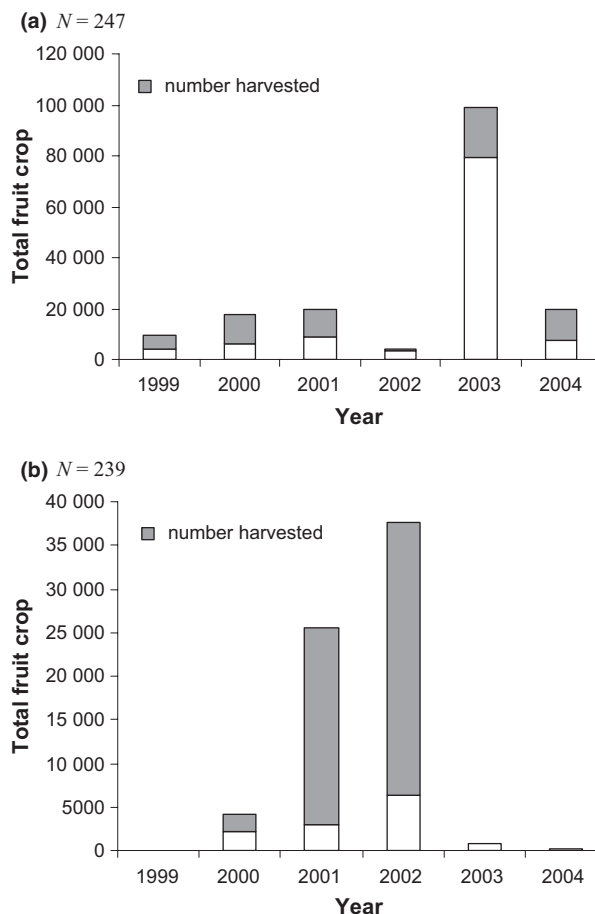 (a) N = 247
120 000
number harvested
100 000
80 000
60 000
40 000
20 000
0
Total fruit crop
1999 2000 2001 2002 2003 2004
Year
(b) N = 239
40 000
number harvested
35 000
30 000
25 000
20 000
15 000
10 000
5000
0
Total fruit crop
1999 2000 2001 2002 2003 2004
Year